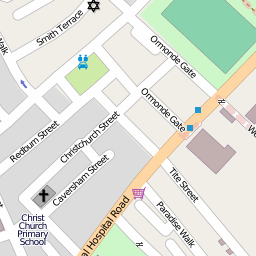 Smith Terrace
Ormonde Gate
Walk
Ormonde Gate
Redburn Street
Christchurch Street
Caversham Street
Tite Street
Christ
Church
Primary
School
Hospital Road
Paradise Walk